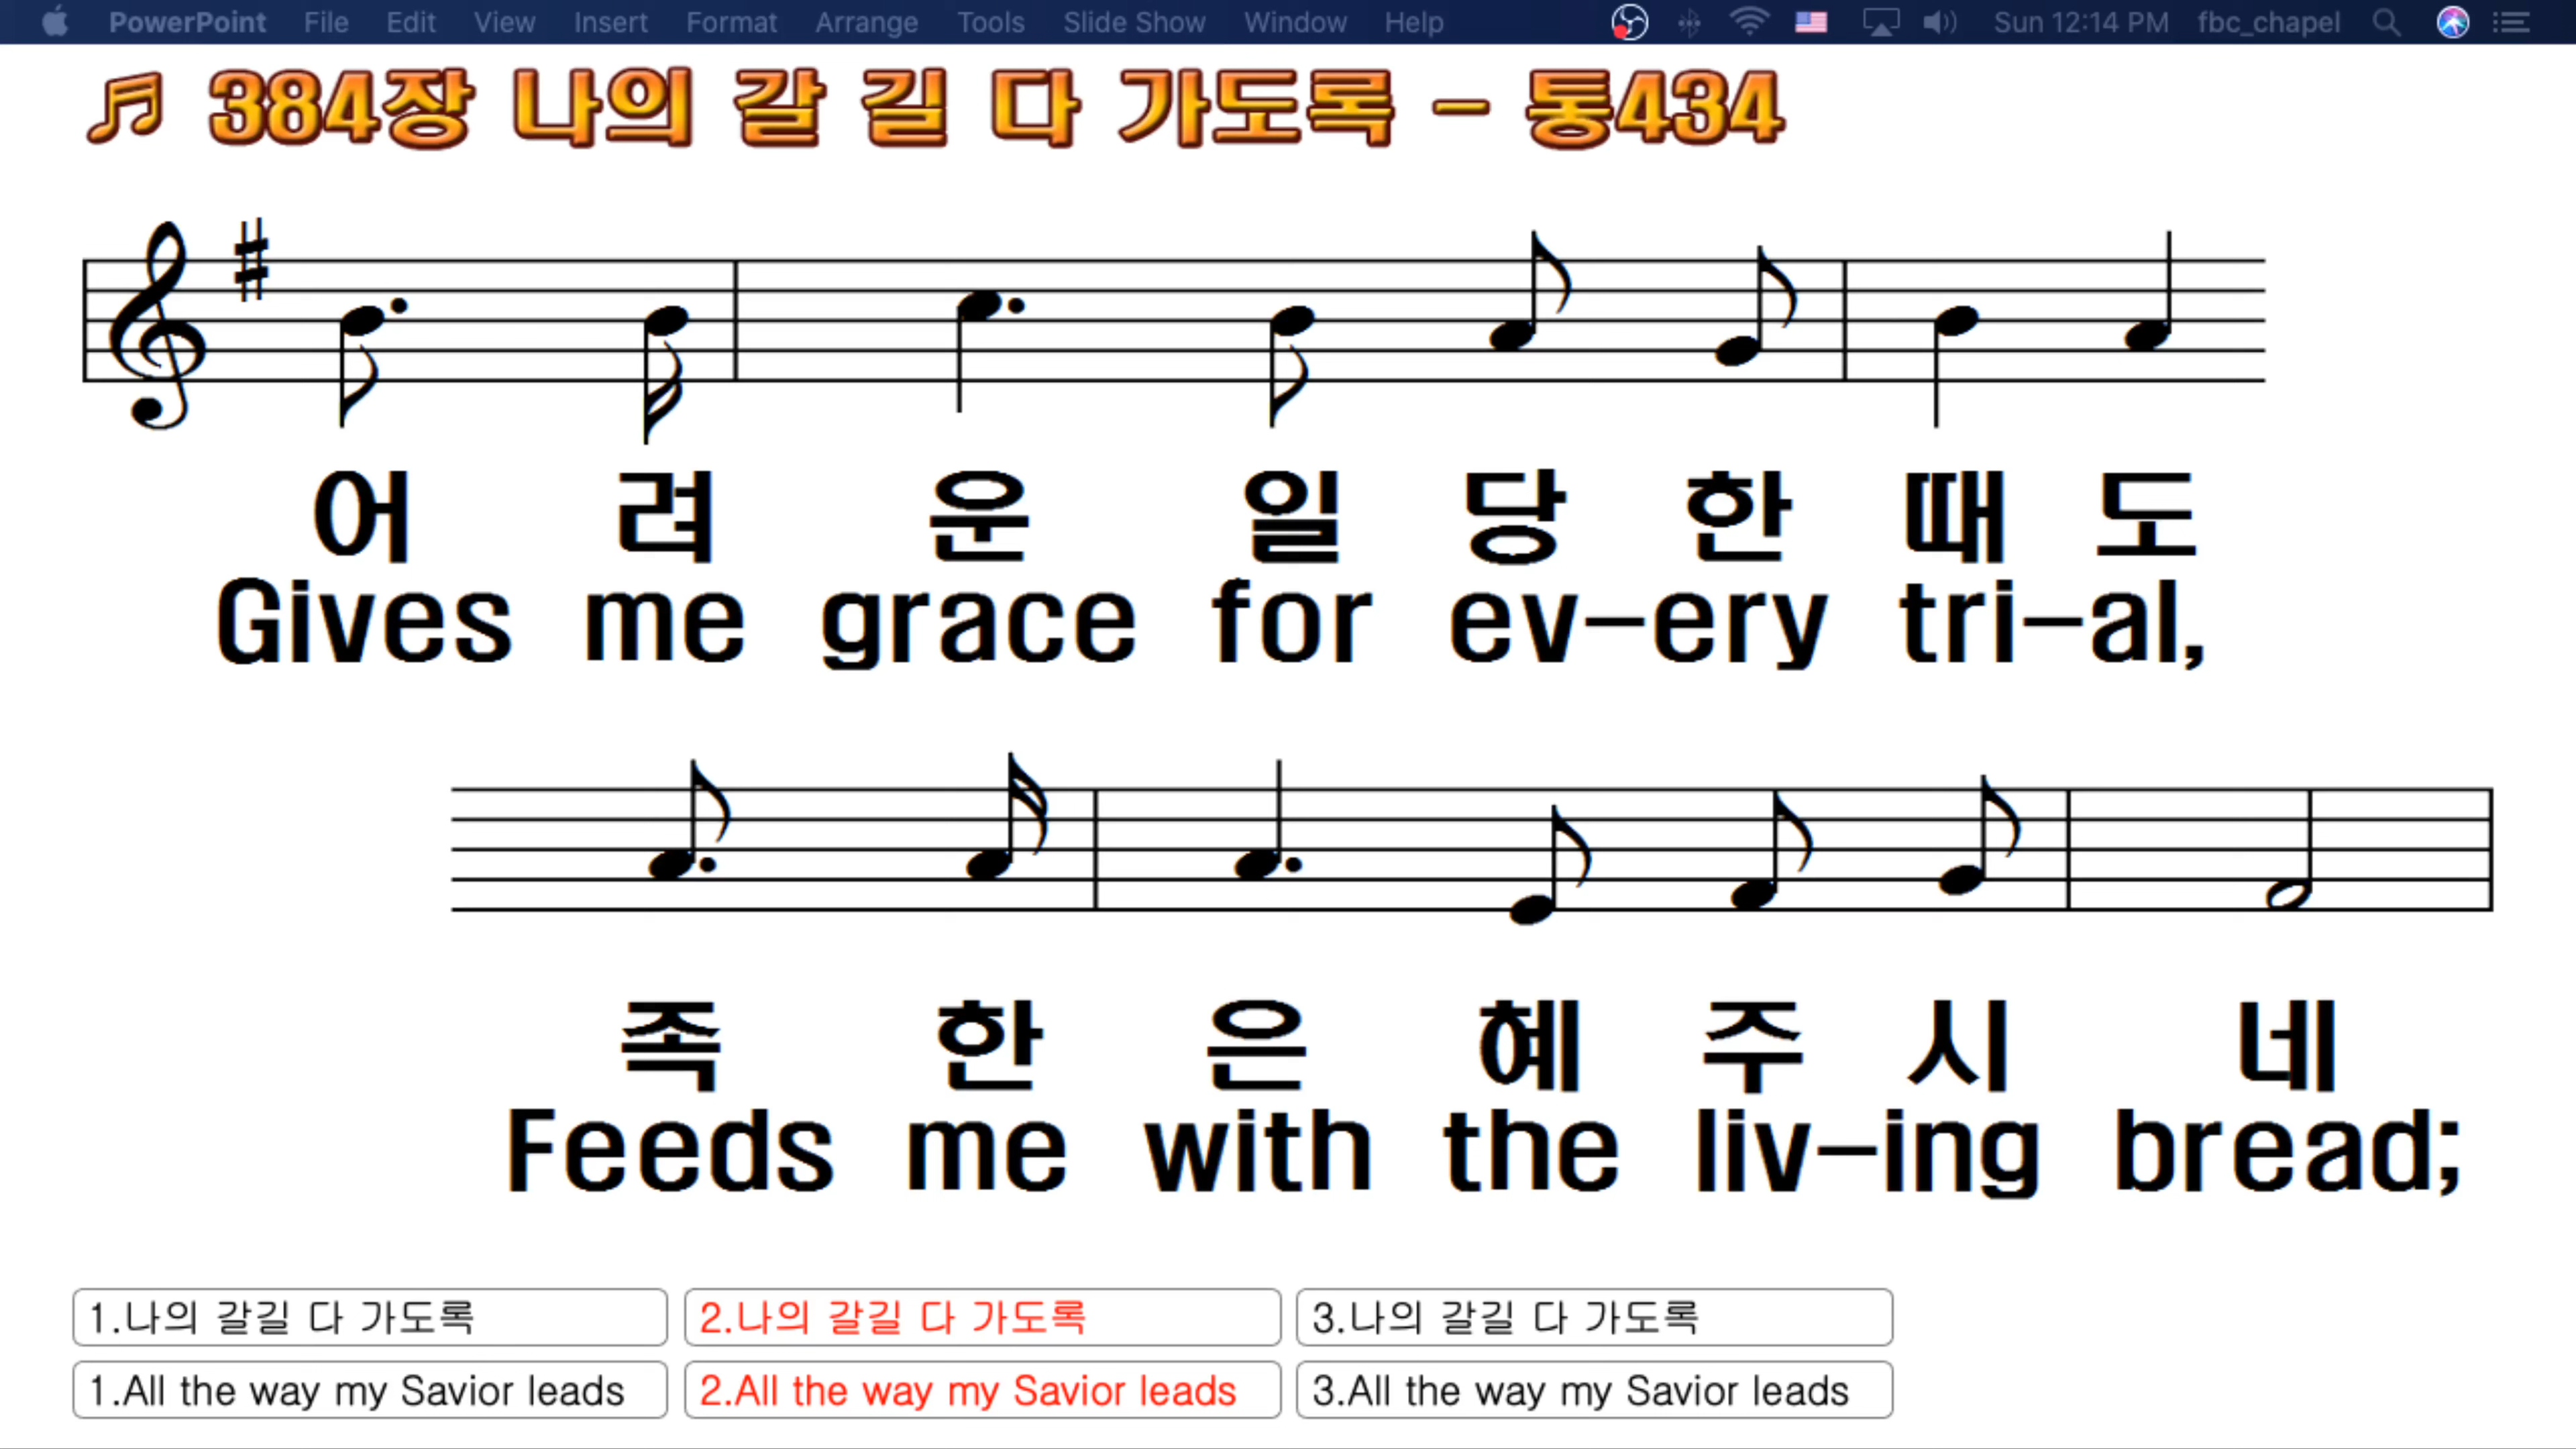 PowerPoint File Edit View Insert Format Arrange Tools Slide Show Window Help Sun 12:14 PM fbc_chapel
384장 나의 갈 길 다 가도록 - 통434
어 려 운 일 당 한 때 도
Gives me grace for ev-ery tri-al,
족 한 은 혜 주 시 네
Feeds me with the liv-ing bread;
1.나의 갈길 다 가도록 2.나의 갈길 다 가도록 3.나의 갈길 다 가도록
1.All the way my Savior leads 2.All the way my Savior leads 3.All the way my Savior leads